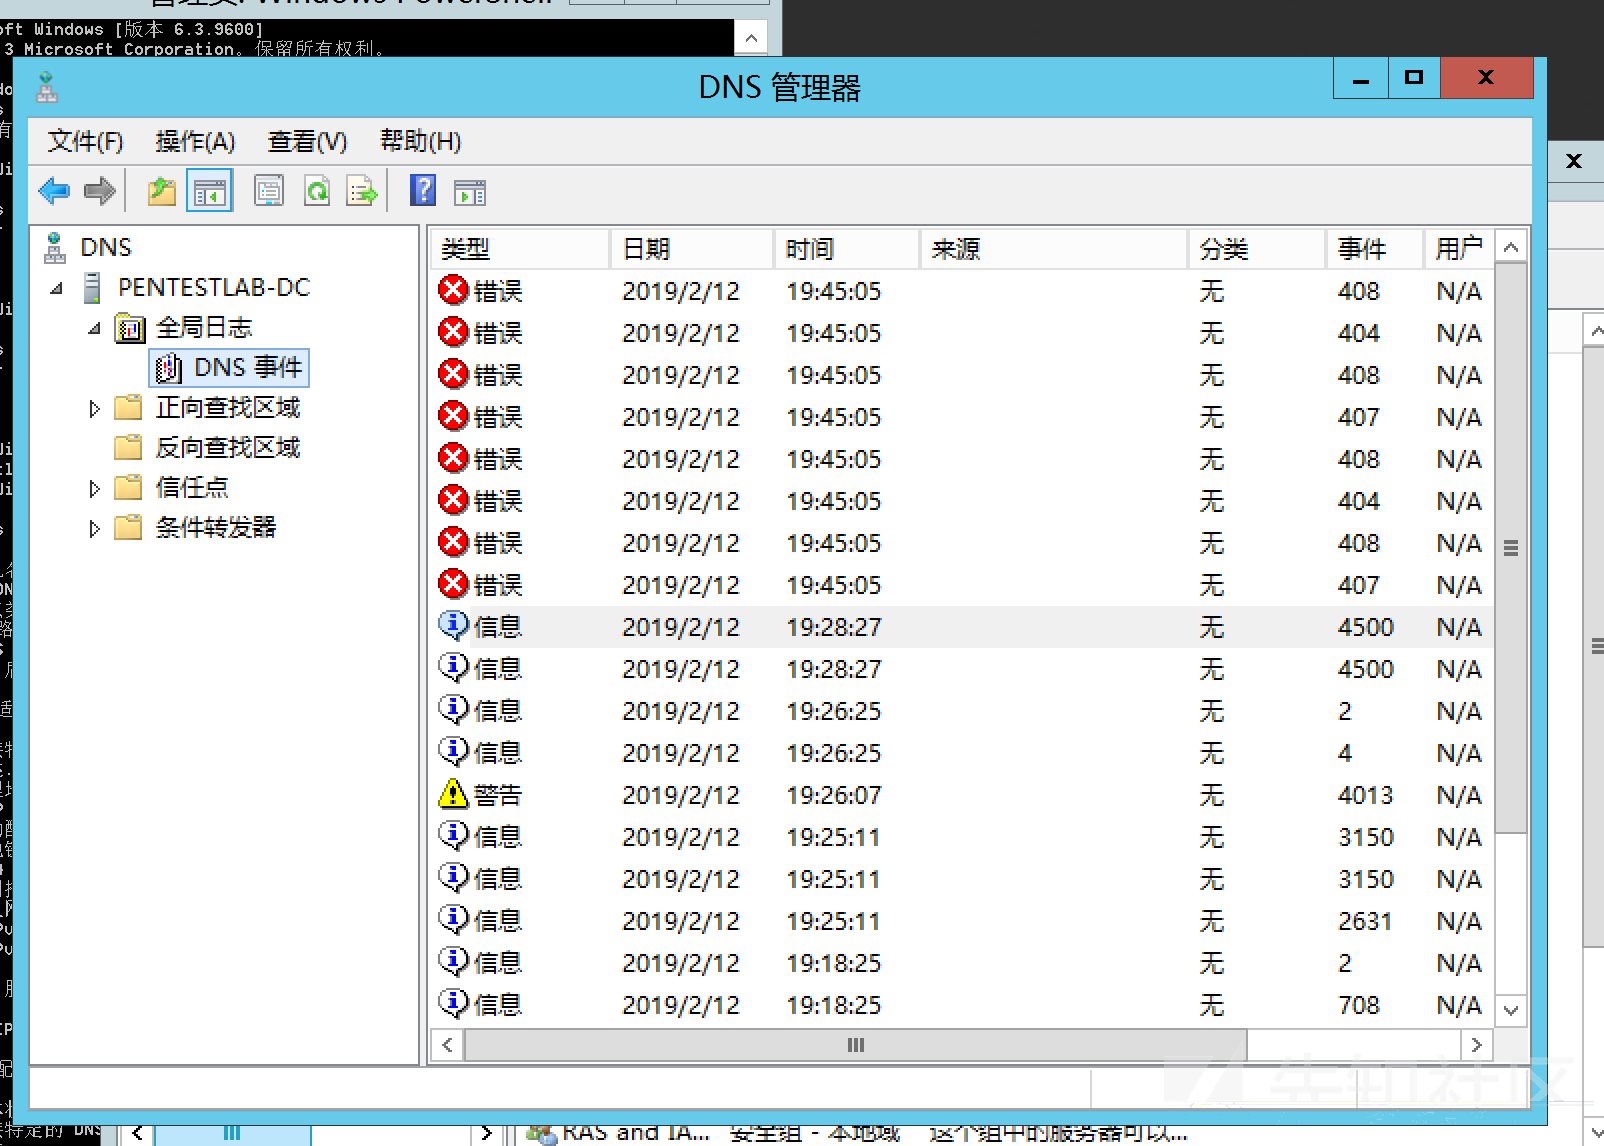 管理员: Windows PowerShell
oft Windows [版本 6.3.9600]
3 Microsoft Corporation。保留所有权利。
DNS 管理器
文件(F) 操作(A) 查看(V) 帮助(H)
DNS
PENTESTLAB-DC
全局日志
DNS 事件
正向查找区域
反向查找区域
信任点
条件转发器
类型 日期 时间 来源 分类 事件 用户
错误 2019/2/12 19:45:05 无 408 N/A
错误 2019/2/12 19:45:05 无 404 N/A
错误 2019/2/12 19:45:05 无 408 N/A
错误 2019/2/12 19:45:05 无 407 N/A
错误 2019/2/12 19:45:05 无 408 N/A
错误 2019/2/12 19:45:05 无 404 N/A
错误 2019/2/12 19:45:05 无 408 N/A
错误 2019/2/12 19:45:05 无 407 N/A
信息 2019/2/12 19:28:27 无 4500 N/A
信息 2019/2/12 19:28:27 无 4500 N/A
信息 2019/2/12 19:26:25 无 2 N/A
信息 2019/2/12 19:26:25 无 4 N/A
警告 2019/2/12 19:26:07 无 4013 N/A
信息 2019/2/12 19:25:11 无 3150 N/A
信息 2019/2/12 19:25:11 无 3150 N/A
信息 2019/2/12 19:25:11 无 2631 N/A
信息 2019/2/12 19:18:25 无 2 N/A
信息 2019/2/12 19:18:25 无 708 N/A
先知社区
特定的 DNS
RAS and IA... 安全组 - 本地域 这个组中的服务器可以...